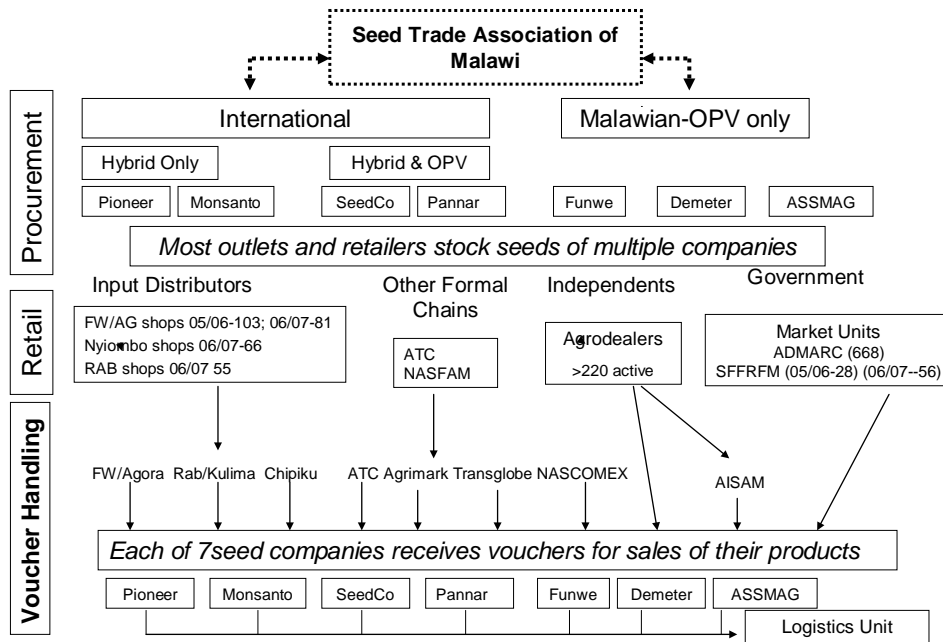 Seed Trade Association of
Malawi
Procurement
International
Malawian-OPV only
Hybrid Only
Hybrid & OPV
Pioneer
Monsanto
SeedCo
Pannar
Funwe
Demeter
ASSMAG
Most outlets and retailers stock seeds of multiple companies
Retail
Input Distributors
FW/AG shops 05/06-103; 06/07-81
Nyiombo shops 06/07-66
RAB shops 06/07 55
Other Formal
Chains
ATC
NASFAM
Independents
Agrodealers
>220 active
Government
Market Units
ADMARC (668)
SFFRFM (05/06-28) (06/07--56)
Voucher Handling
FW/Agora Rab/Kulima Chipiku
ATC Agrimark Transglobe NASCOMEX
AISAM
Each of 7seed companies receives vouchers for sales of their products
Pioneer
Monsanto
SeedCo
Pannar
Funwe
Demeter
ASSMAG
Logistics Unit